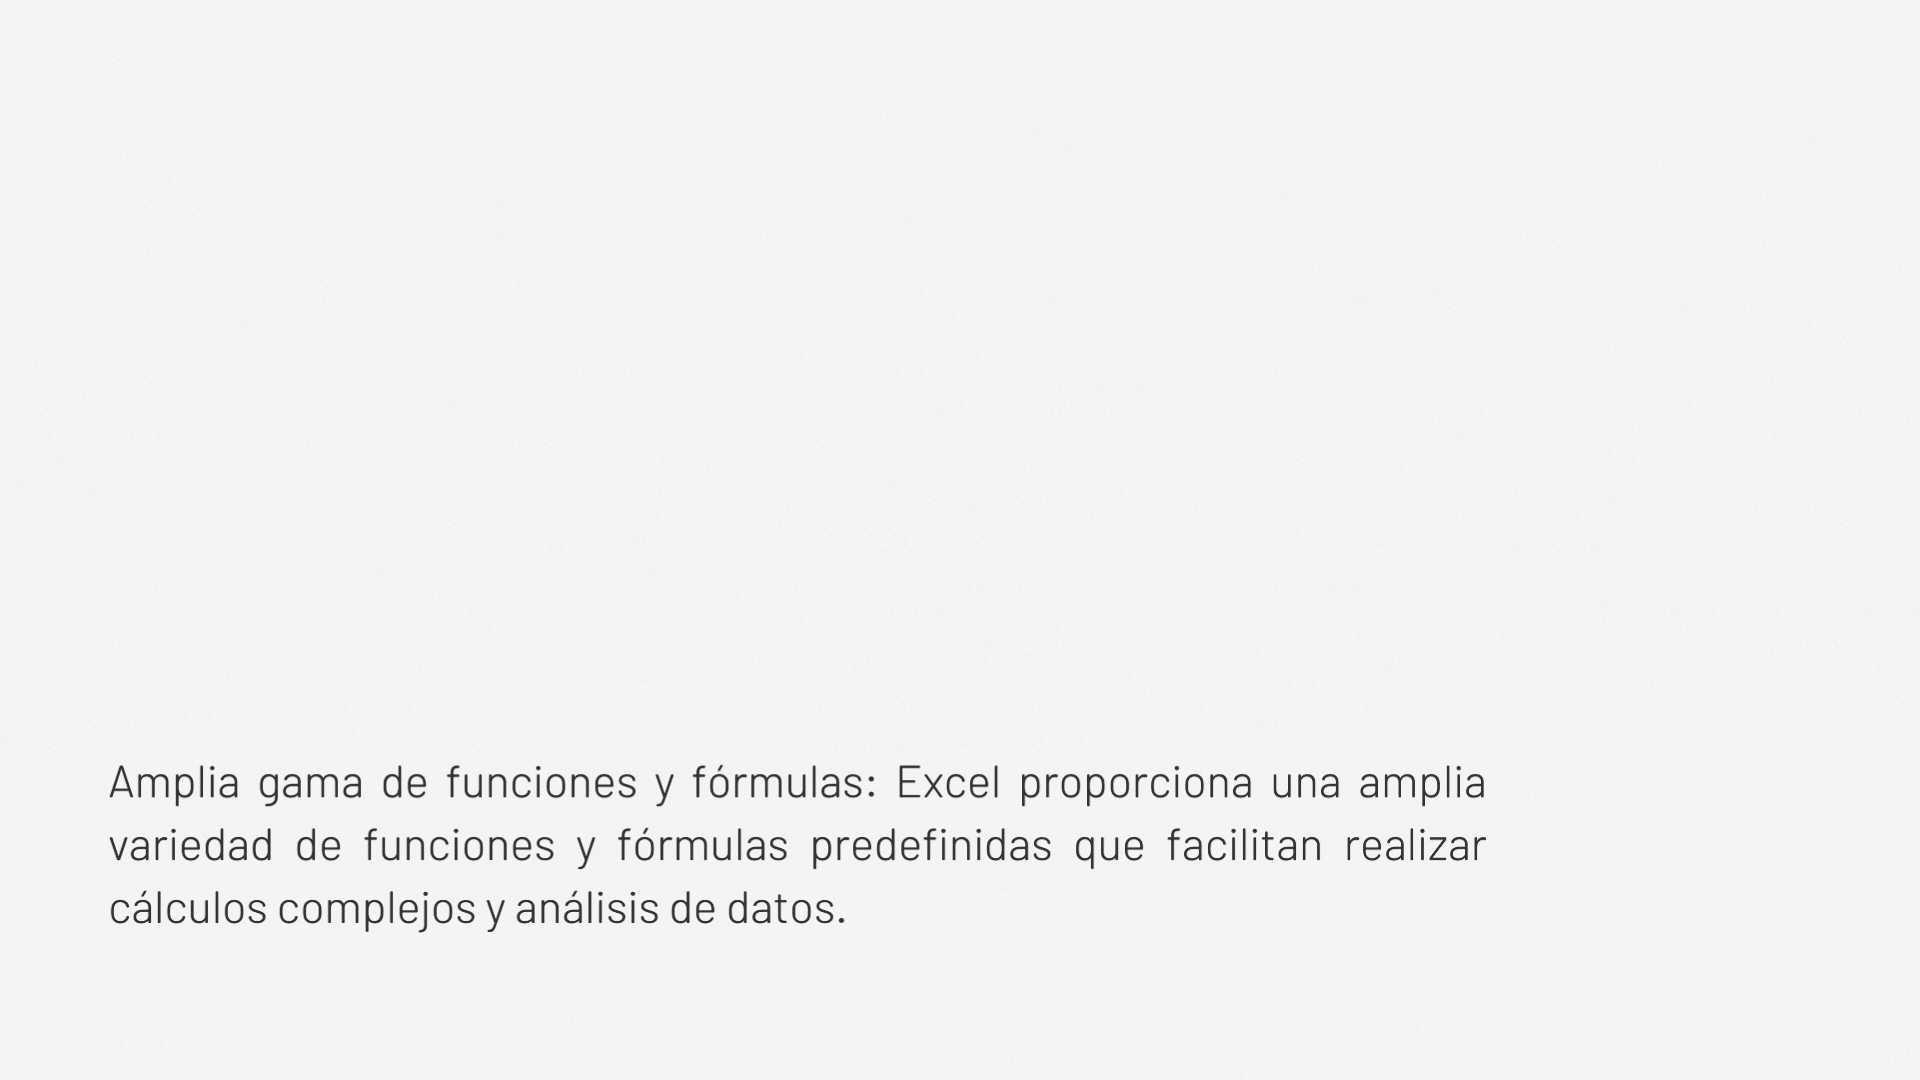 Amplia gama de funciones y fórmulas: Excel proporciona una amplia
variedad de funciones y fórmulas predefinidas que facilitan realizar
cálculos complejos y análisis de datos.